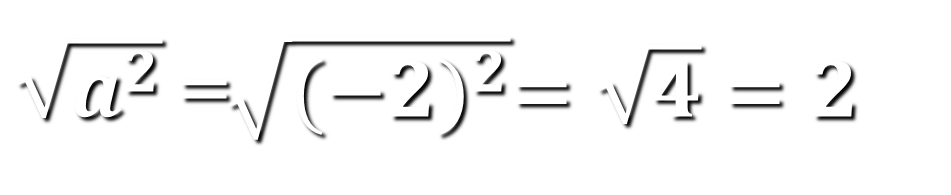 √a² = √(−2)² = √4 = 2